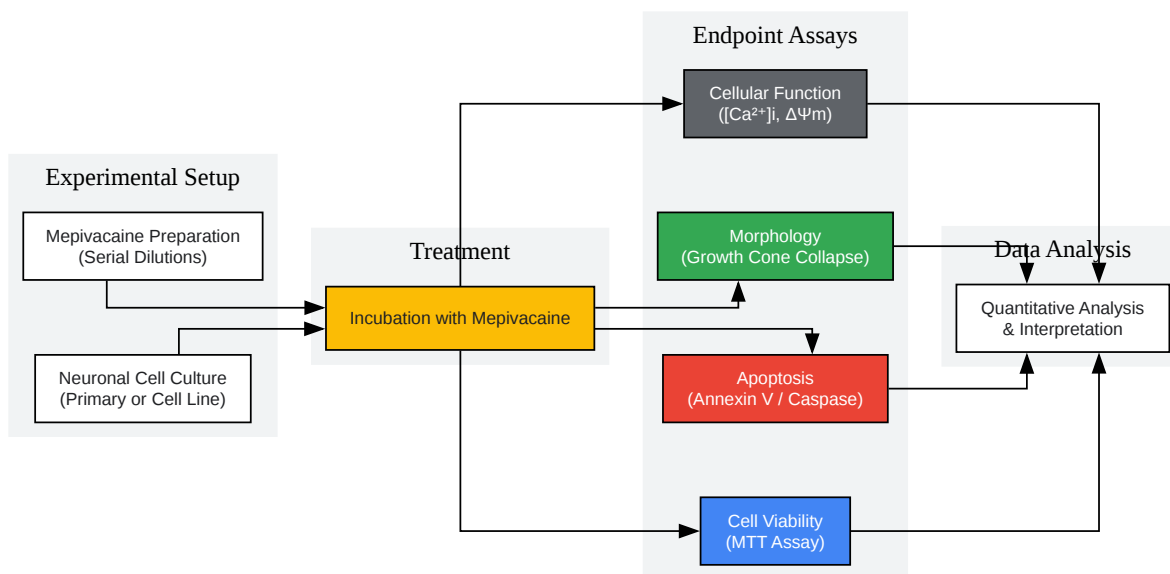 Experimental Setup
Mepivacaine Preparation
(Serial Dilutions)
Neuronal Cell Culture
(Primary or Cell Line)
Treatment
Incubation with Mepivacaine
Endpoint Assays
Cellular Function
([Ca²⁺]i, ΔΨm)
Morphology
(Growth Cone Collapse)
Apoptosis
(Annexin V / Caspase)
Cell Viability
(MTT Assay)
Data Analysis
Quantitative Analysis
& Interpretation